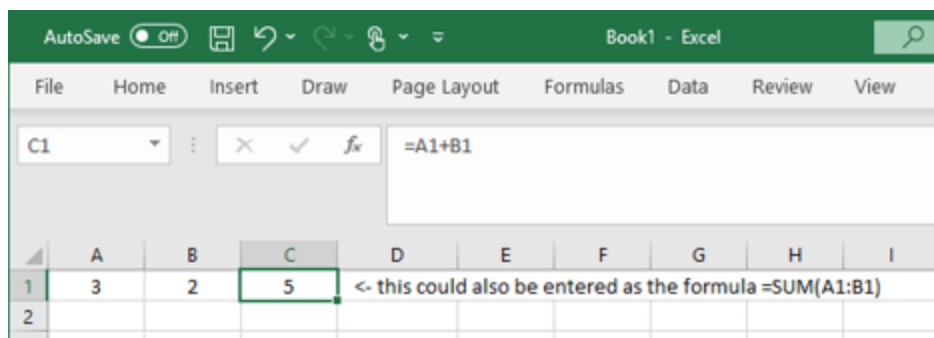 AutoSave Off Book1 - Excel
File Home Insert Draw Page Layout Formulas Data Review View
C1 fx =A1+B1
A B C D E F G H I
1 3 2 5 <- this could also be entered as the formula =SUM(A1:B1)
2